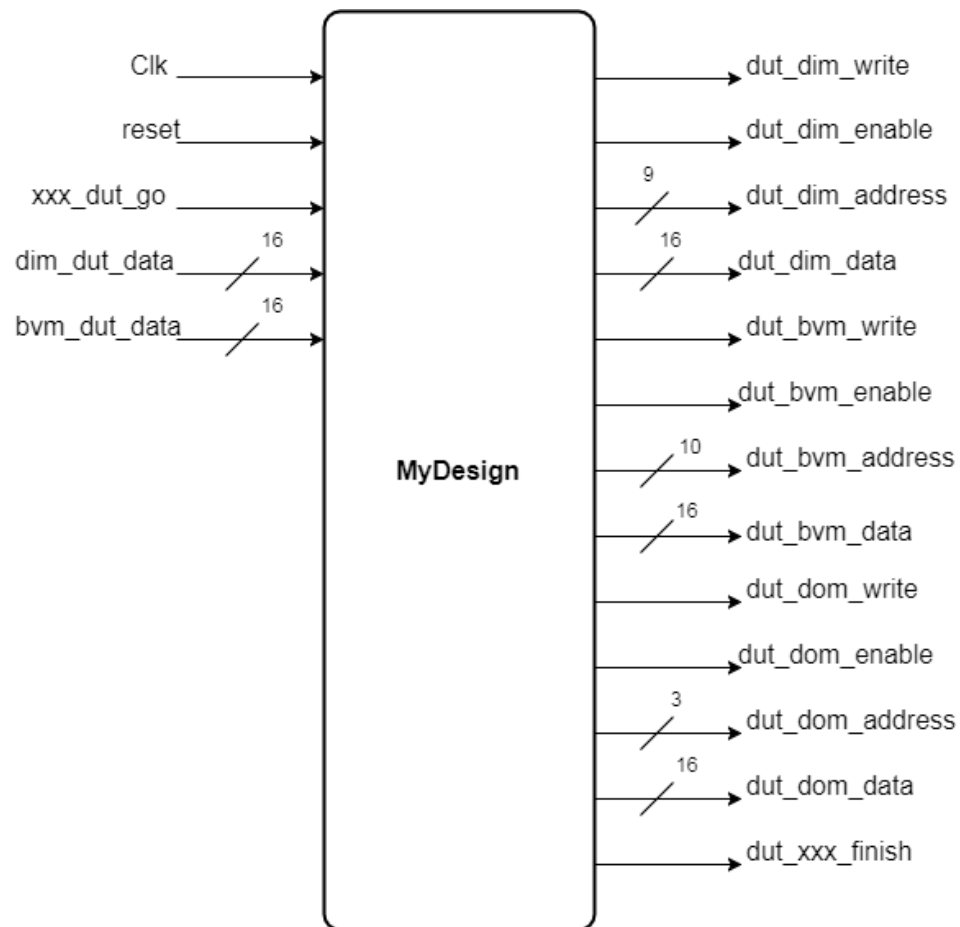 Clk
reset
xxx_dut_go
16
dim_dut_data
16
bvm_dut_data
MyDesign
dut_dim_write
dut_dim_enable
9
dut_dim_address
16
dut_dim_data
dut_bvm_write
dut_bvm_enable
10
dut_bvm_address
16
dut_bvm_data
dut_dom_write
dut_dom_enable
3
dut_dom_address
16
dut_dom_data
dut_xxx_finish